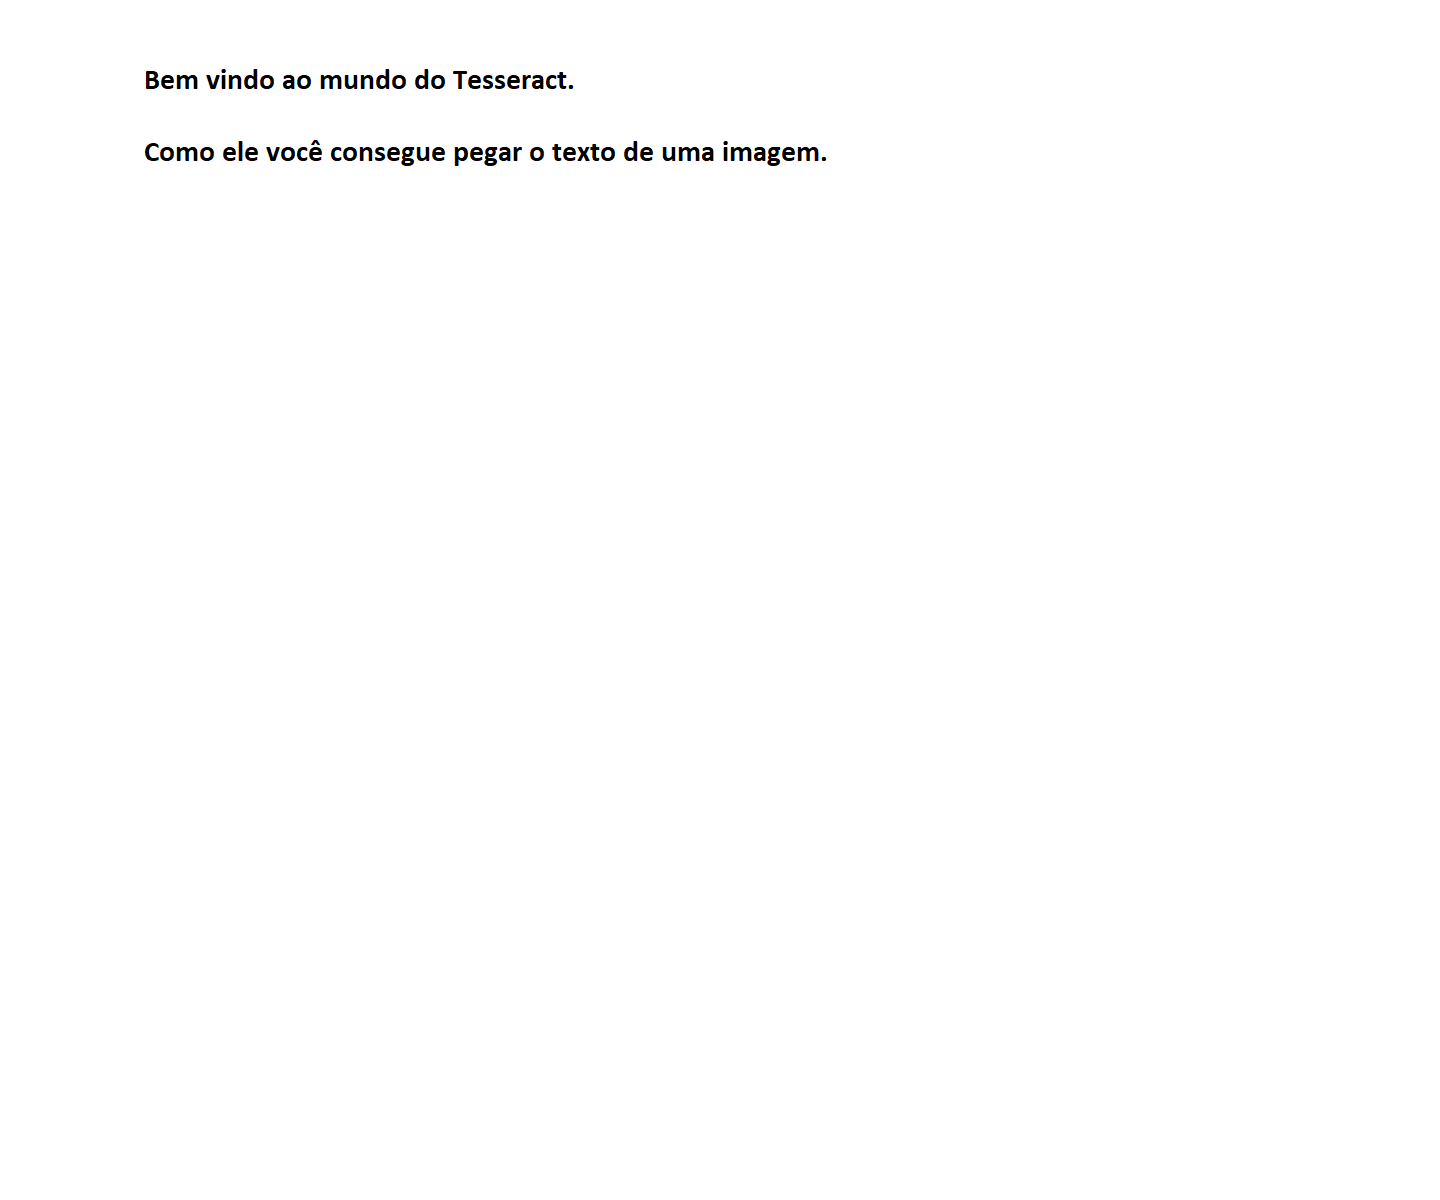 Bem vindo ao mundo do Tesseract.
Como ele você consegue pegar o texto de uma imagem.